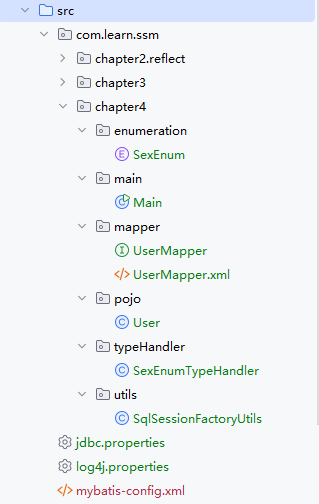 src
com.learn.ssm
chapter2.reflect
chapter3
chapter4
enumeration
E SexEnum
main
C Main
mapper
I UserMapper
</> UserMapper.xml
pojo
C User
typeHandler
C SexEnumTypeHandler
utils
C SqlSessionFactoryUtils
jdbc.properties
log4j.properties
</> mybatis-config.xml